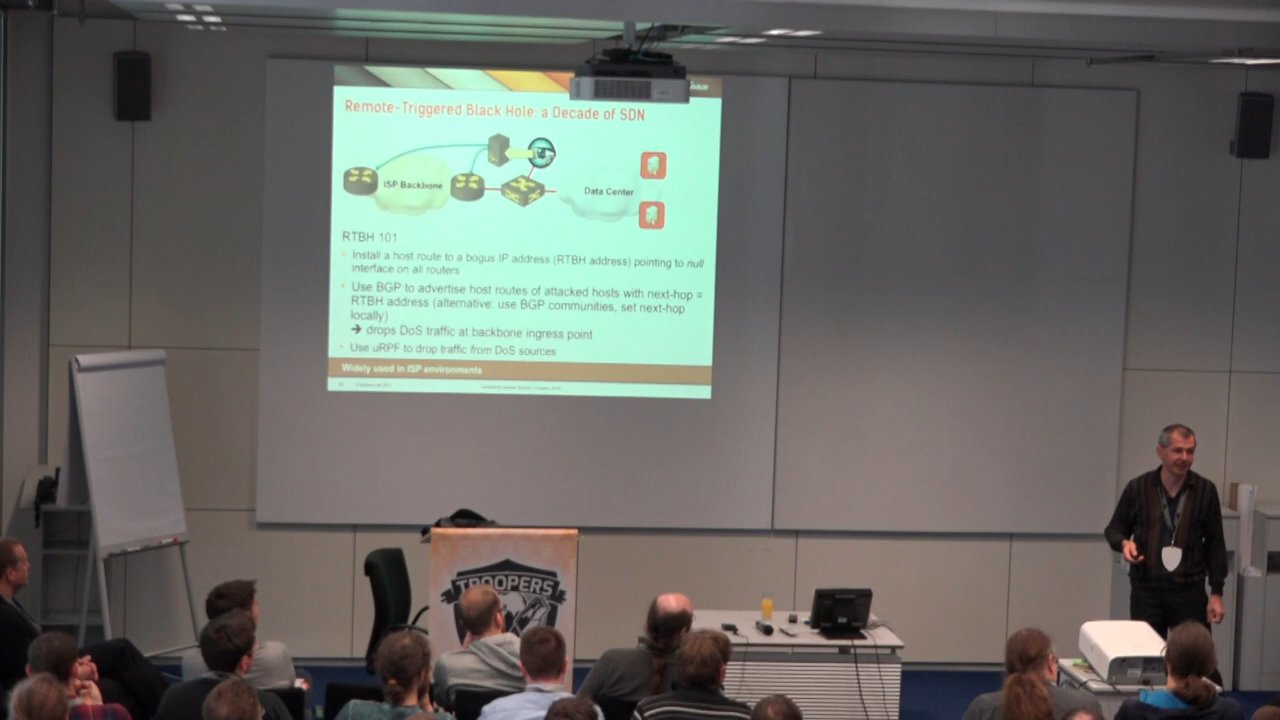 Remote-Triggered Black Hole: a Decade of SDN
ISP Backbone
Data Center
RTBH 101
Install a host route to a bogus IP address (RTBH address) pointing to null
interface on all routers
Use BGP to advertise host routes of attacked hosts with next-hop =
RTBH address (alternative: use BGP communities, set next-hop
locally)
➔ drops DoS traffic at backbone ingress point
Use uRPF to drop traffic from DoS sources
Widely used in ISP environments
TROOPERS